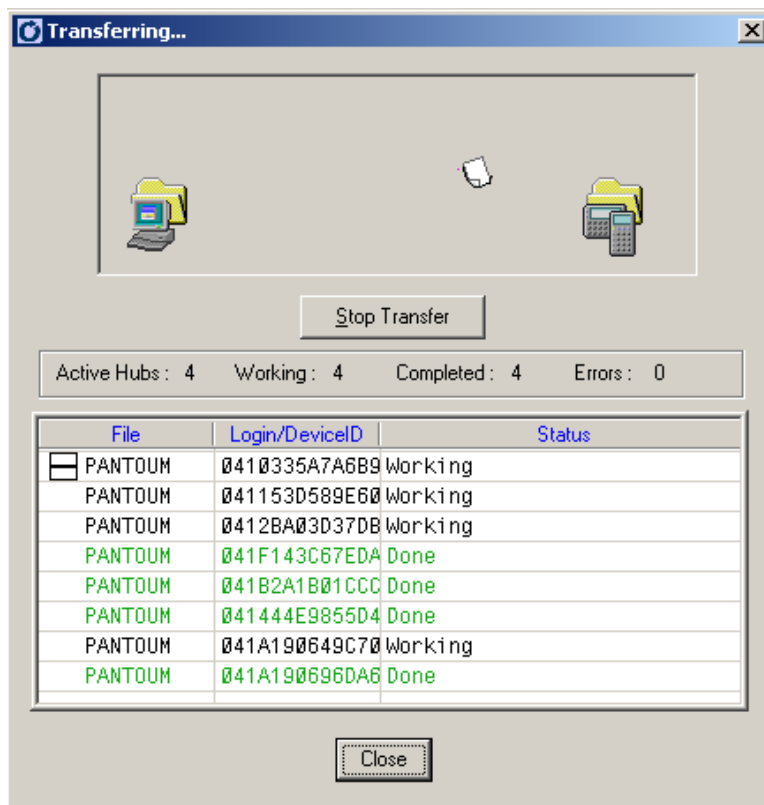 Transferring...
Stop Transfer
Active Hubs : 4 Working : 4 Completed : 4 Errors : 0
File Login/DeviceID Status
PANTOUM 0410335A7A6B9 Working
PANTOUM 041153D589E60 Working
PANTOUM 0412BA03D37DB Working
PANTOUM 041F143C67EDA Done
PANTOUM 041B2A1B01CCC Done
PANTOUM 041444E9855D4 Done
PANTOUM 041A190649C70 Working
PANTOUM 041A190696DA6 Done
Close